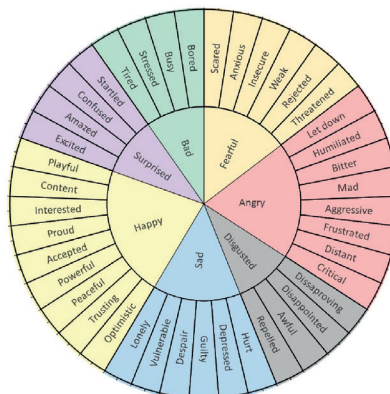 Bad
Fearful
Angry
Disgusted
Sad
Happy
Surprised
Tired
Stressed
Busy
Bored
Scared
Anxious
Insecure
Weak
Rejected
Threatened
Let down
Humiliated
Bitter
Mad
Aggressive
Frustrated
Distant
Critical
Dissaproving
Disappointed
Awful
Repelled
Hurt
Depressed
Guilty
Despair
Vulnerable
Lonely
Optimistic
Trusting
Peaceful
Powerful
Accepted
Proud
Interested
Content
Playful
Excited
Amazed
Confused
Startled